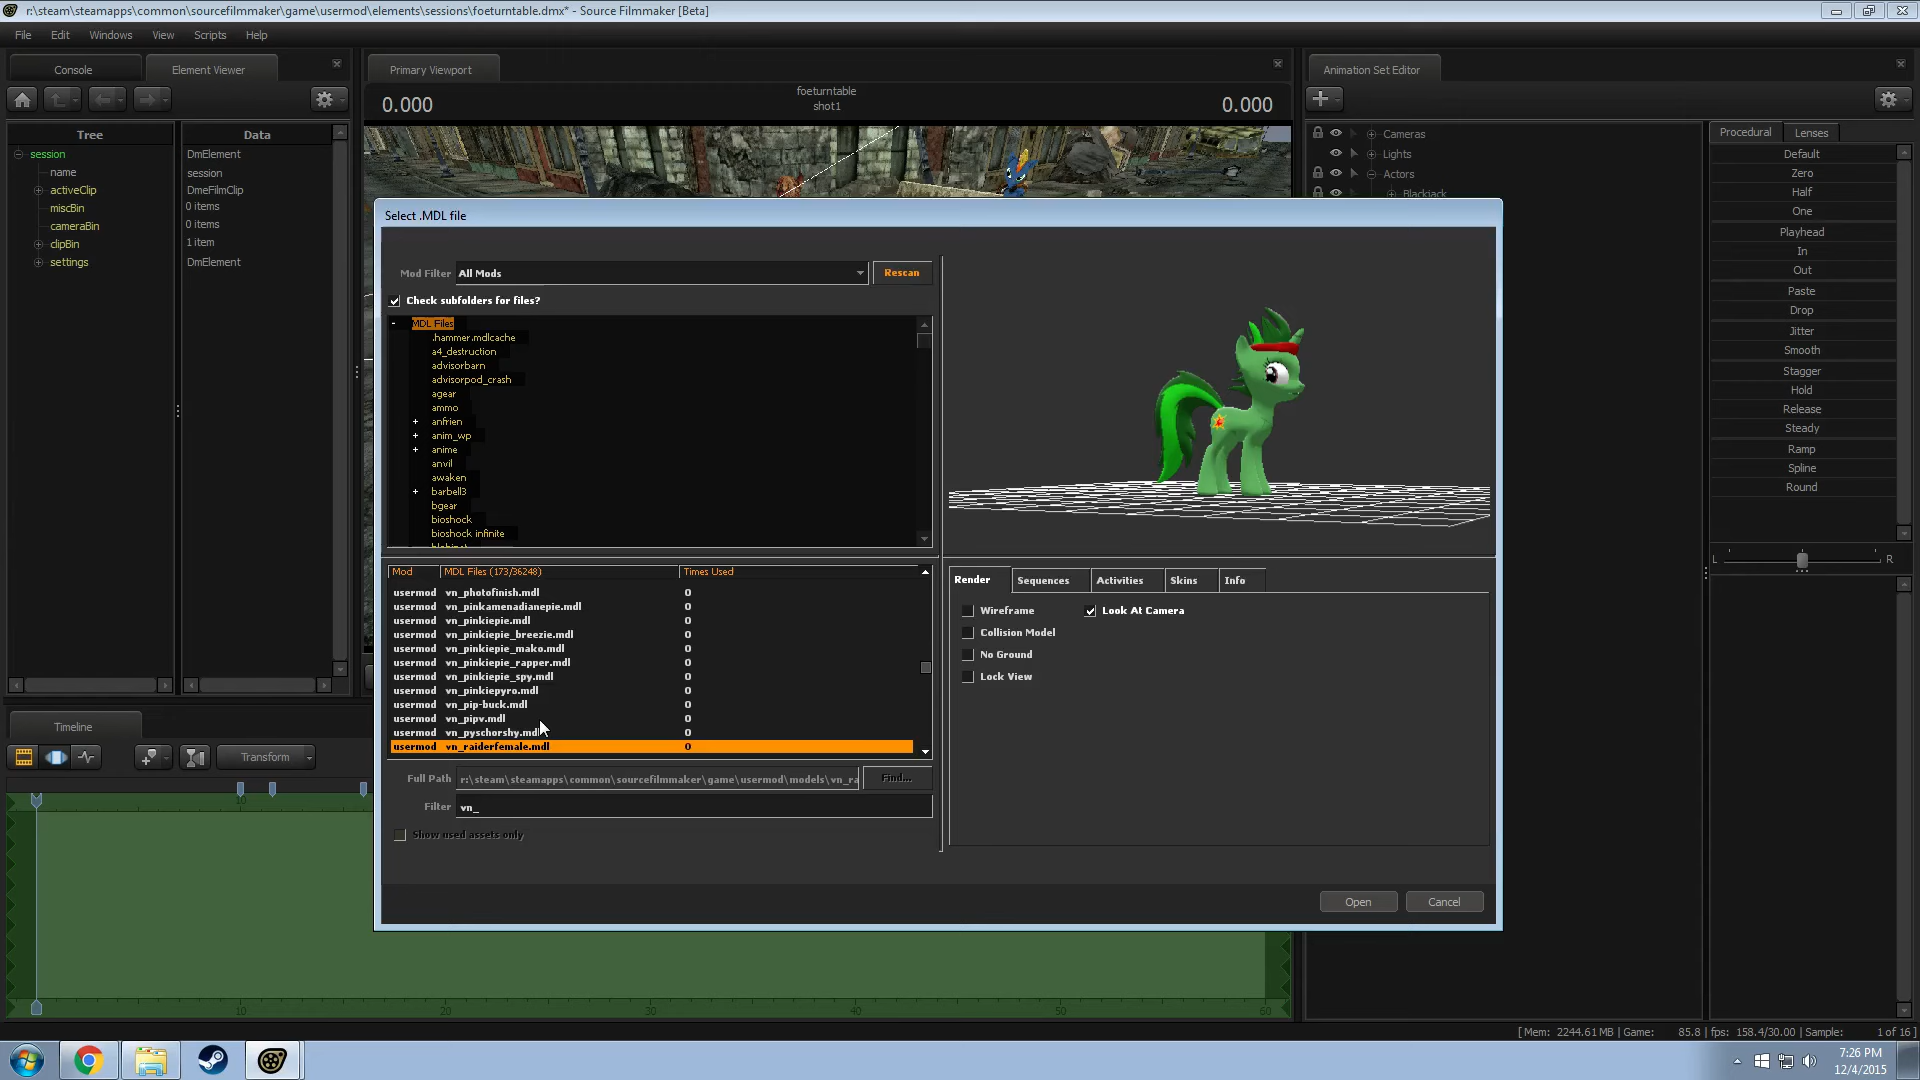 r:\steam\steamapps\common\sourcefilmmaker\game\usermod\elements\sessions\foeturntable.dmx* - Source Filmmaker [Beta]
File Edit Windows View Scripts Help
Console Element Viewer
Tree Data
session DmElement
name session
activeClip DmeFilmClip
miscBin 0 items
cameraBin 0 items
clipBin 1 item
settings DmElement
Primary Viewport
0.000 foeturntable 0.000
shot1
Animation Set Editor
Cameras
Lights
Actors
Blackjack
Procedural Lenses
Default
Zero
Half
One
Playhead
In
Out
Paste
Drop
Jitter
Smooth
Stagger
Hold
Release
Steady
Ramp
Spline
Round
L R
Select .MDL file
Mod Filter All Mods Rescan
Check subfolders for files?
MDL Files
.hammer.mdlcache
a4_destruction
advisorbarn
advisorpod_crash
agear
ammo
anfrien
anim_wp
anime
anvil
awaken
barbell3
bgear
bioshock
bioshock infinite
Mod MDL Files (173/36248) Times Used
usermod vn_photofinish.mdl 0
usermod vn_pinkamenadianepie.mdl 0
usermod vn_pinkiepie.mdl 0
usermod vn_pinkiepie_breezie.mdl 0
usermod vn_pinkiepie_mako.mdl 0
usermod vn_pinkiepie_rapper.mdl 0
usermod vn_pinkiepie_spy.mdl 0
usermod vn_pinkiepyro.mdl 0
usermod vn_pip-buck.mdl 0
usermod vn_pipv.mdl 0
usermod vn_pyschorshy.mdl 0
usermod vn_raiderfemale.mdl 0
Full Path r:\steam\steamapps\common\sourcefilmmaker\game\usermod\models\vn_ra Find...
Filter vn_
Show used assets only
Render Sequences Activities Skins Info
Wireframe Look At Camera
Collision Model
No Ground
Lock View
Open Cancel
Timeline
Transform
10
10 20 30 40 50 60
[ Mem: 2244.61 MB | Game: 85.8 | fps: 158.4/30.00 | Sample: 1 of 16 ]
7:26 PM
12/4/2015